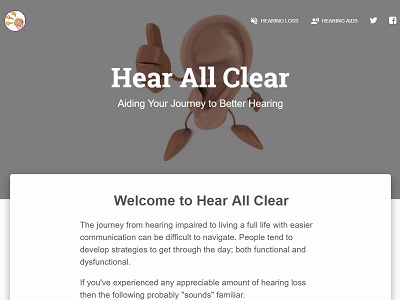 HEARING LOSS
HEARING AIDS
Hear All Clear
Aiding Your Journey to Better Hearing
Welcome to Hear All Clear
The journey from hearing impaired to living a full life with easier
communication can be difficult to navigate. People tend to
develop strategies to get through the day; both functional and
dysfunctional.
If you've experienced any appreciable amount of hearing loss
then the following probably "sounds" familiar.